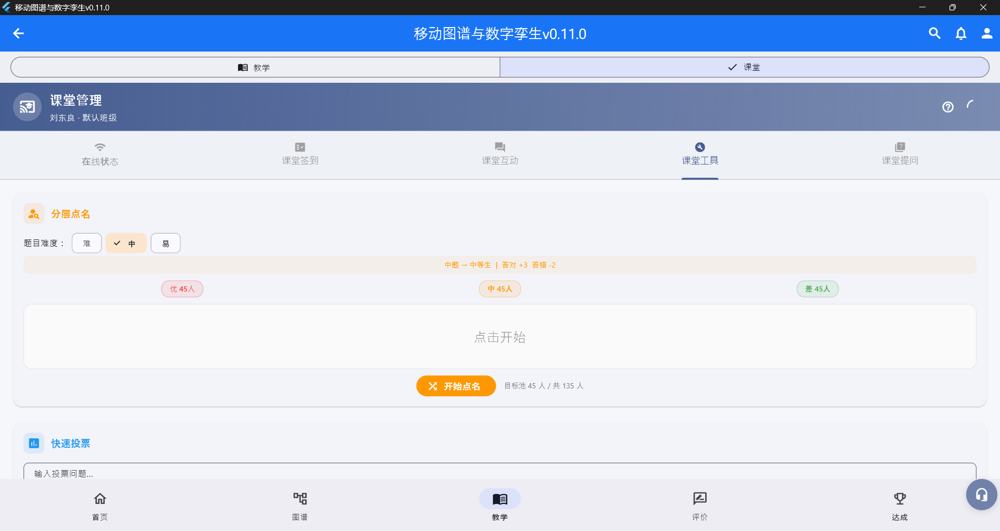 移动图谱与数字孪生v0.11.0
移动图谱与数字孪生v0.11.0
教学
课堂
课堂管理
刘东良 · 默认班级
在线状态
课堂签到
课堂互动
课堂工具
课堂提问
分层点名
题目难度：
难
中
易
中题 → 中等生 | 答对 +3 答错 -2
优 45人
中 45人
差 45人
点击开始
开始点名
目标池 45 人 / 共 135 人
快速投票
输入投票问题...
首页
图谱
教学
评价
达成